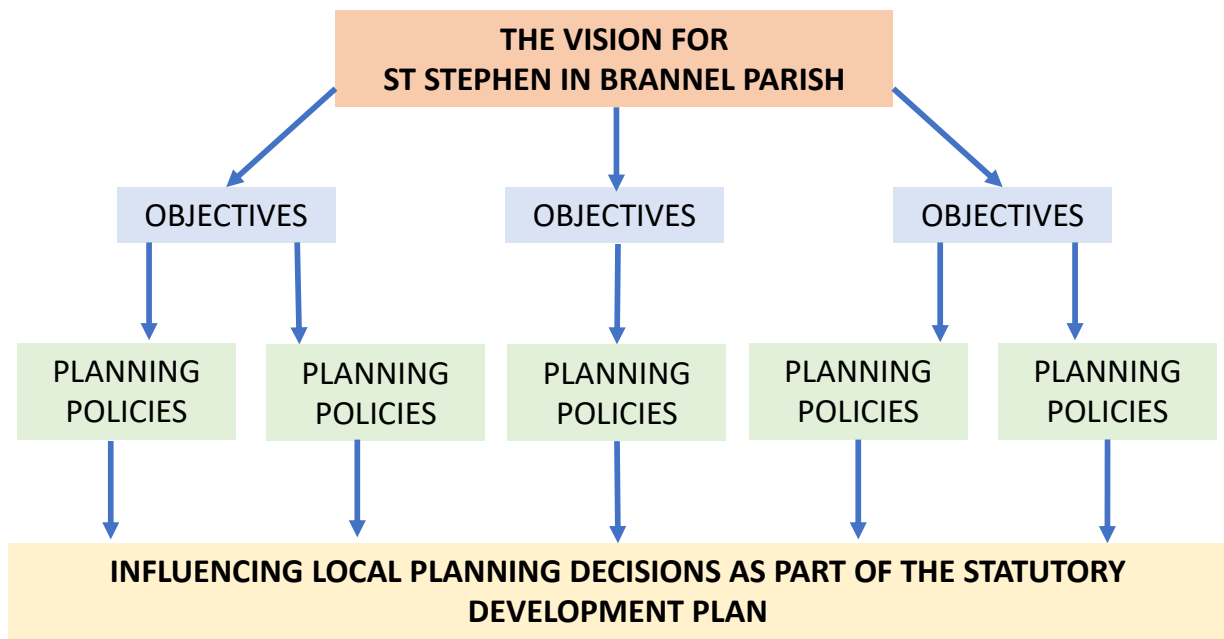 THE VISION FOR
ST STEPHEN IN BRANNEL PARISH
OBJECTIVES
OBJECTIVES
OBJECTIVES
PLANNING
POLICIES
PLANNING
POLICIES
PLANNING
POLICIES
PLANNING
POLICIES
PLANNING
POLICIES
INFLUENCING LOCAL PLANNING DECISIONS AS PART OF THE STATUTORY
DEVELOPMENT PLAN